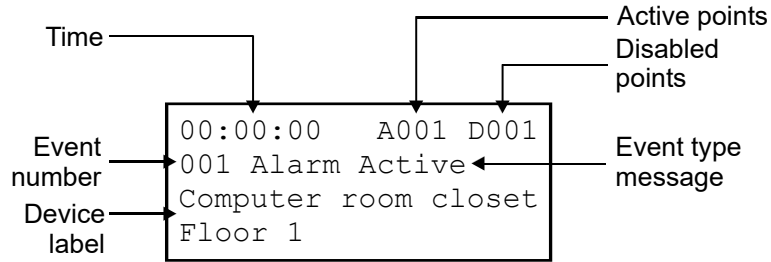 Time
Active points
Disabled
points
00:00:00 A001 D001
Event
number
001 Alarm Active
Event type
message
Computer room closet
Device
label
Floor 1